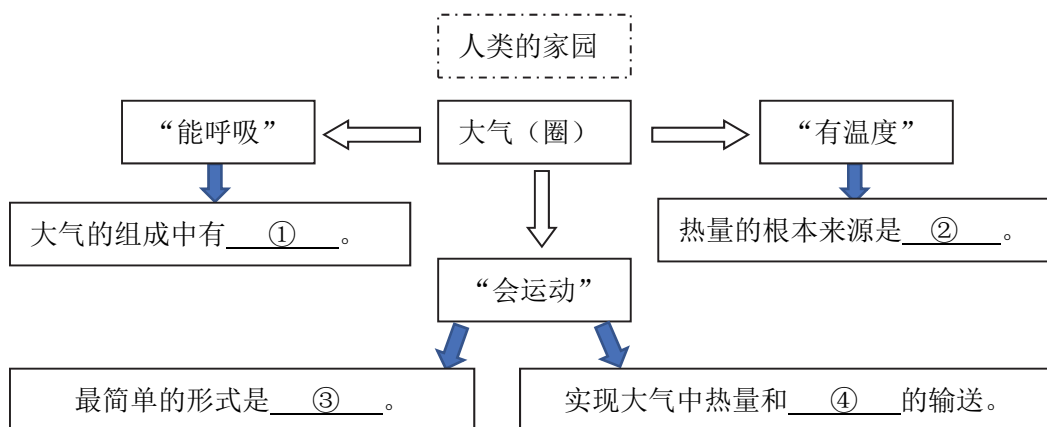 人类的家园
“能呼吸”
大气（圈）
“有温度”
大气的组成中有 ① 。
热量的根本来源是 ② 。
“会运动”
最简单的形式是 ③ 。
实现大气中热量和 ④ 的输送。